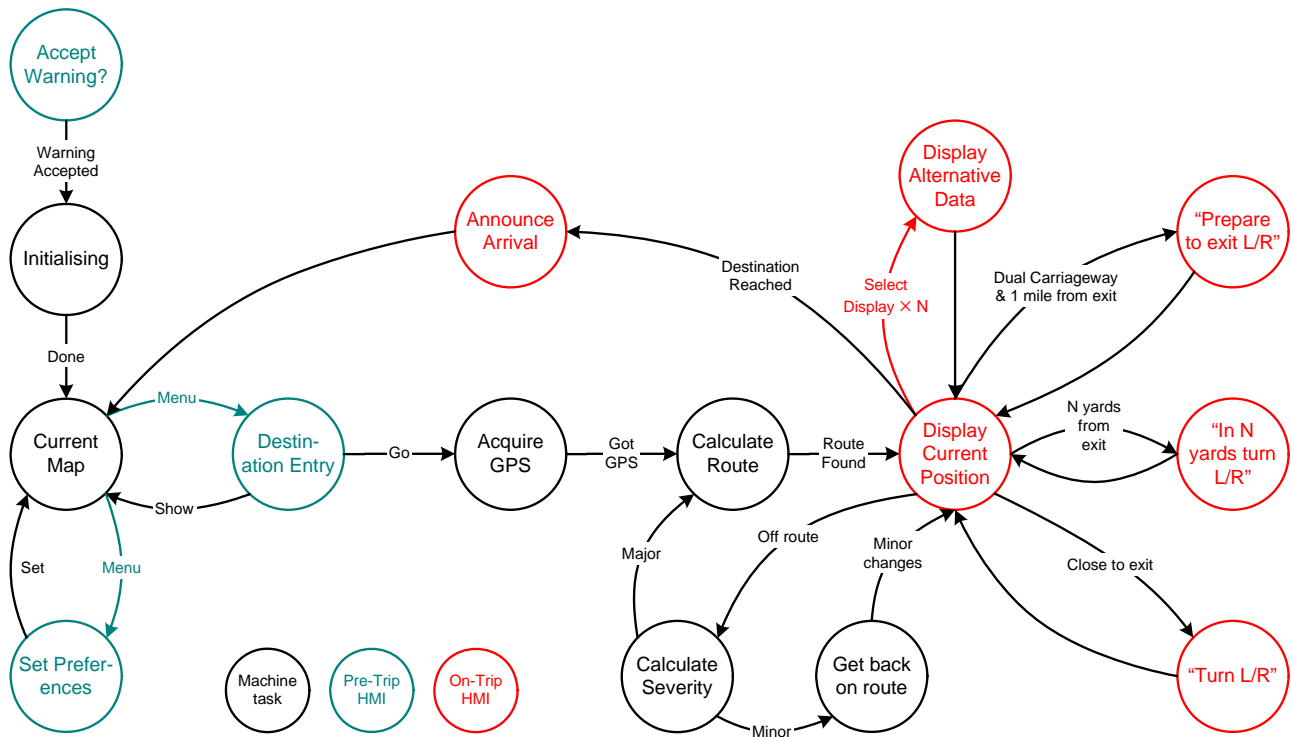 Accept
Warning?
Warning
Accepted
Initialising
Done
Current
Map
Menu
Destin-
ation Entry
Show
Set
Menu
Set Prefer-
ences
Go
Acquire
GPS
Got
GPS
Calculate
Route
Route
Found
Announce
Arrival
Destination
Reached
Display
Alternative
Data
Select
Display × N
Display
Current
Position
Dual Carriageway
& 1 mile from exit
“Prepare
to exit L/R”
N yards
from
exit
“In N
yards turn
L/R”
Close to exit
“Turn L/R”
Off route
Major
Minor
changes
Calculate
Severity
Minor
Get back
on route
Machine
task
Pre-Trip
HMI
On-Trip
HMI